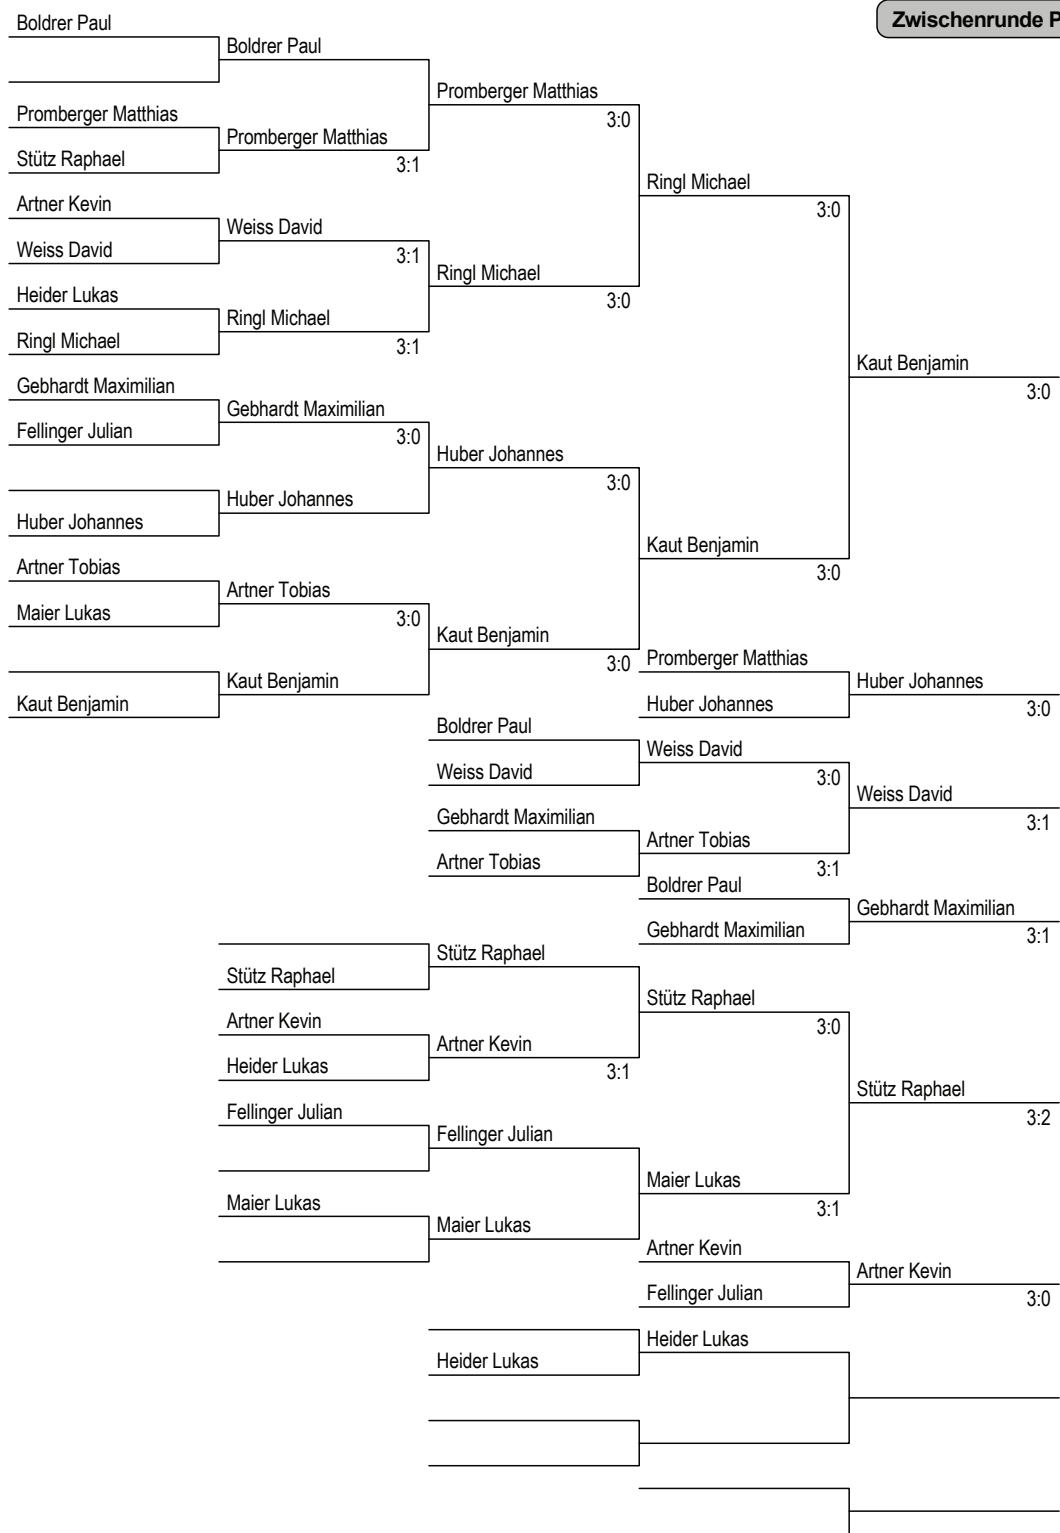 Zwischenrunde P
Boldrer Paul
Boldrer Paul
Promberger Matthias
Promberger Matthias
3:0
Promberger Matthias
3:1
Stütz Raphael
Ringl Michael
3:0
Artner Kevin
Weiss David
3:1
Weiss David
Ringl Michael
3:0
Heider Lukas
Ringl Michael
3:1
Ringl Michael
Kaut Benjamin
3:0
Gebhardt Maximilian
Gebhardt Maximilian
3:0
Fellinger Julian
Huber Johannes
3:0
Huber Johannes
Huber Johannes
Kaut Benjamin
3:0
Artner Tobias
Artner Tobias
3:0
Maier Lukas
Kaut Benjamin
3:0
Kaut Benjamin
Kaut Benjamin
Promberger Matthias
Huber Johannes
3:0
Huber Johannes
Boldrer Paul
Weiss David
3:0
Weiss David
Weiss David
3:1
Gebhardt Maximilian
Artner Tobias
3:1
Artner Tobias
Boldrer Paul
Gebhardt Maximilian
3:1
Gebhardt Maximilian
Stütz Raphael
Stütz Raphael
Stütz Raphael
3:0
Artner Kevin
Artner Kevin
3:1
Heider Lukas
Stütz Raphael
3:2
Fellinger Julian
Fellinger Julian
Maier Lukas
3:1
Maier Lukas
Maier Lukas
Artner Kevin
Artner Kevin
3:0
Fellinger Julian
Heider Lukas
Heider Lukas